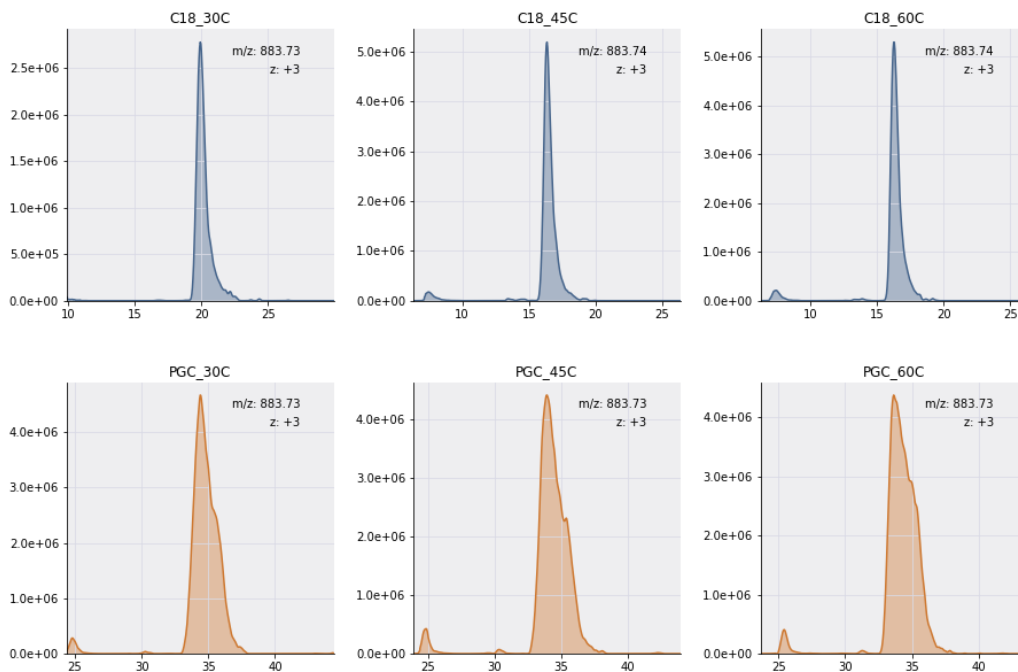 C18_30C
m/z: 883.73
z: +3
2.5e+06
2.0e+06
1.5e+06
1.0e+06
5.0e+05
0.0e+00
10 15 20 25
C18_45C
m/z: 883.74
z: +3
5.0e+06
4.0e+06
3.0e+06
2.0e+06
1.0e+06
0.0e+00
10 15 20 25
C18_60C
m/z: 883.74
z: +3
5.0e+06
4.0e+06
3.0e+06
2.0e+06
1.0e+06
0.0e+00
10 15 20 25
PGC_30C
m/z: 883.73
z: +3
4.0e+06
3.0e+06
2.0e+06
1.0e+06
0.0e+00
25 30 35 40
PGC_45C
m/z: 883.73
z: +3
4.0e+06
3.0e+06
2.0e+06
1.0e+06
0.0e+00
25 30 35 40
PGC_60C
m/z: 883.73
z: +3
4.0e+06
3.0e+06
2.0e+06
1.0e+06
0.0e+00
25 30 35 40